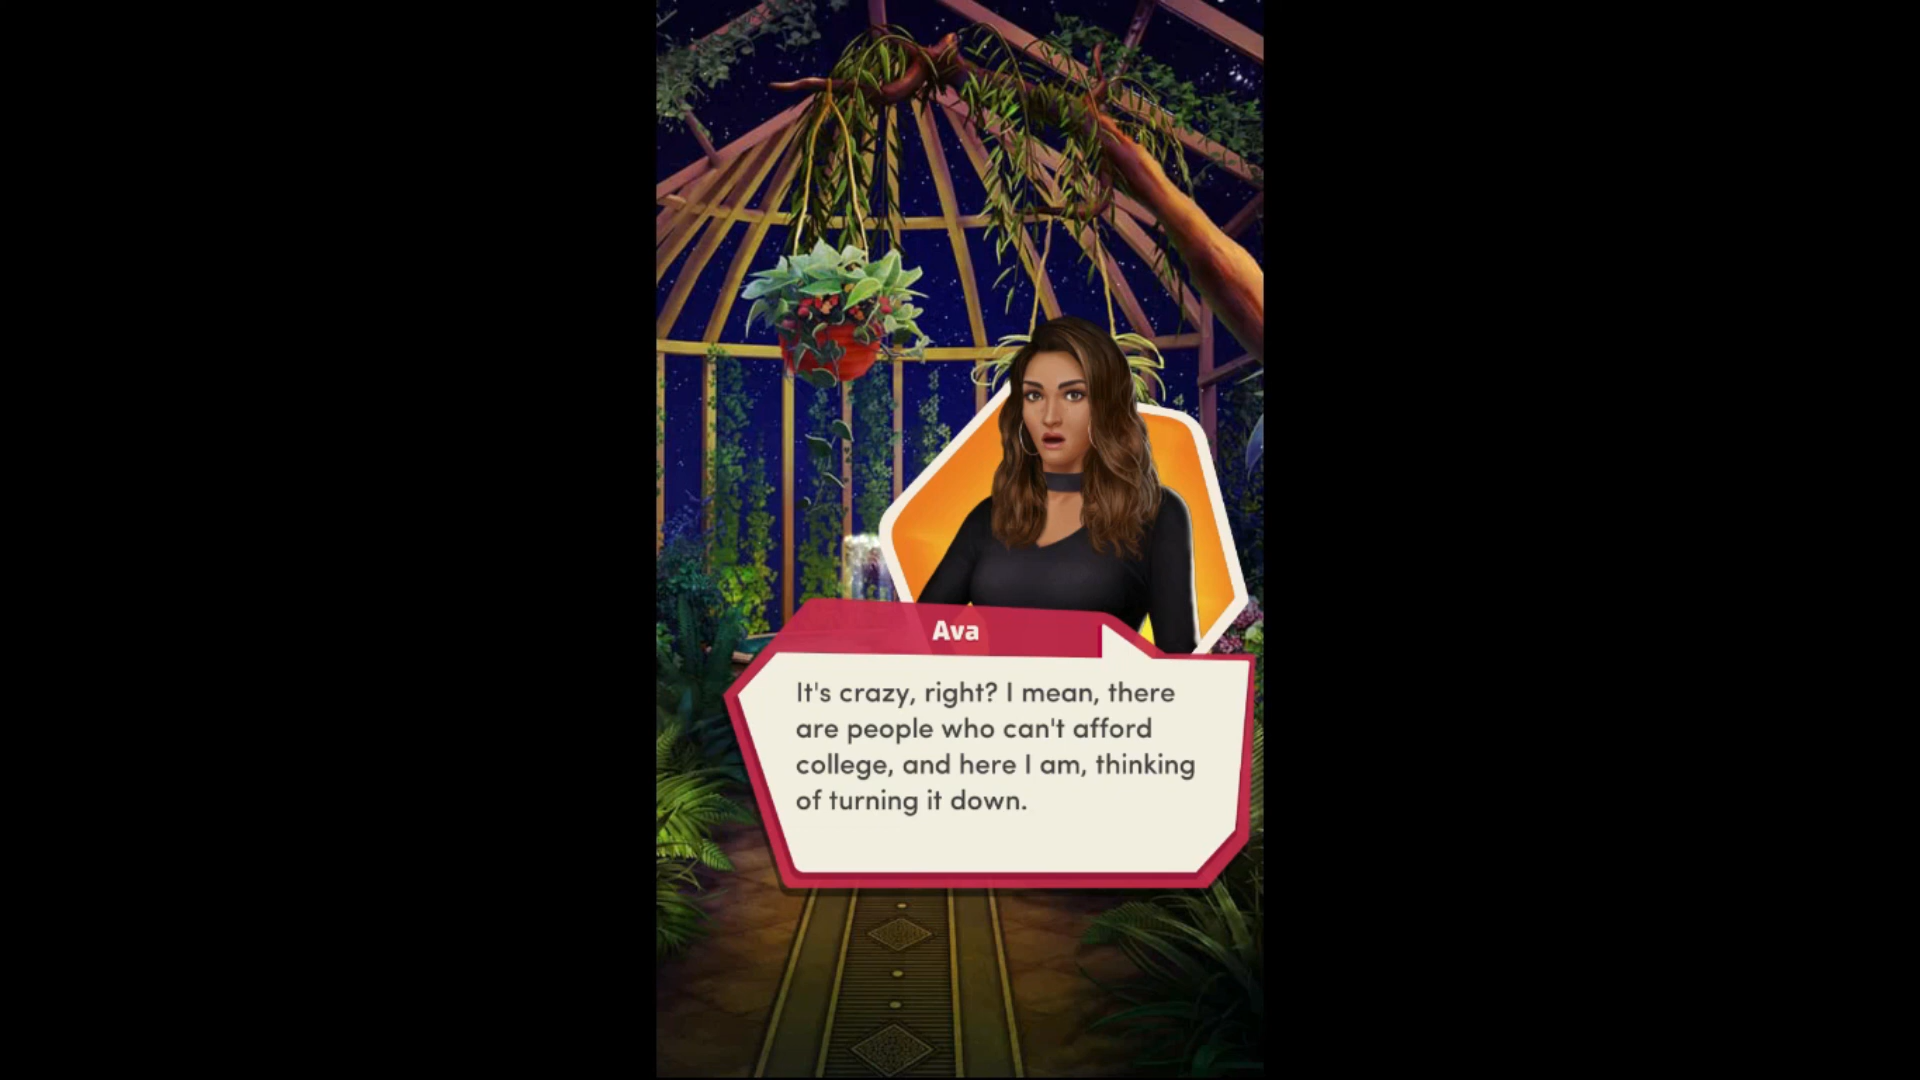 Ava
It's crazy, right? I mean, there
are people who can't afford
college, and here I am, thinking
of turning it down.